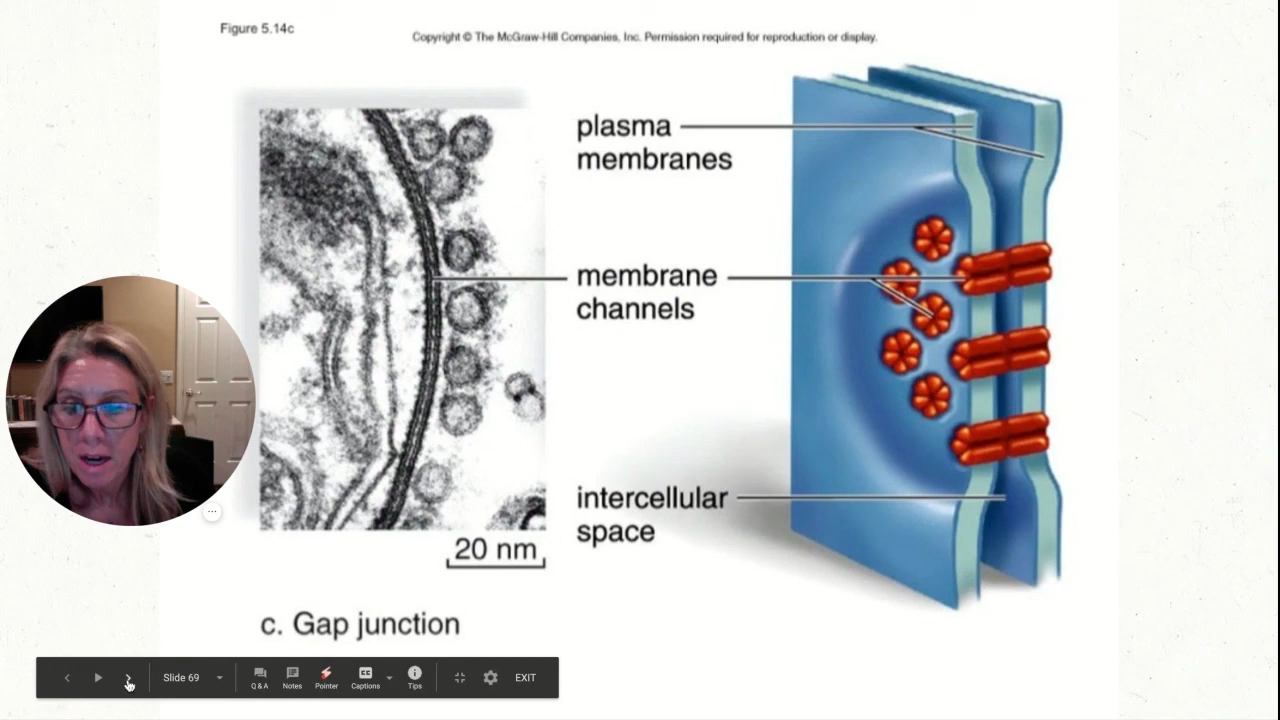 Figure 5.14c
Copyright © The McGraw-Hill Companies, Inc. Permission required for reproduction or display.
plasma
membranes
membrane
channels
intercellular
space
20 nm
c. Gap junction
Slide 69
Q & A
Notes
Pointer
CC
Captions
Tips
EXIT